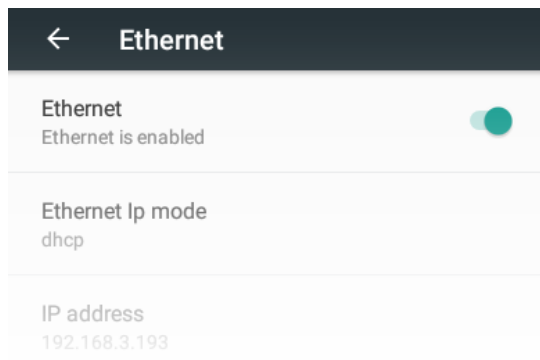 Ethernet
Ethernet
Ethernet is enabled
Ethernet Ip mode
dhcp
IP address
192.168.3.193